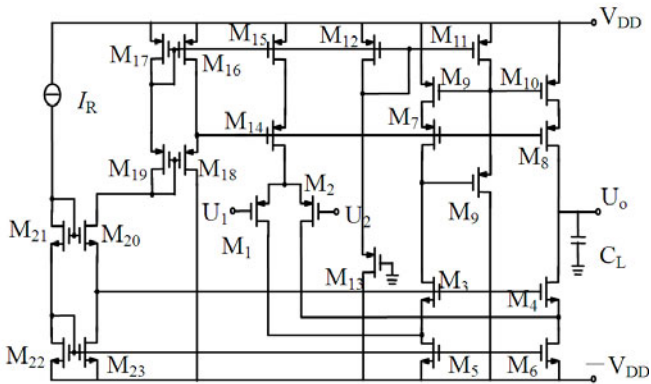 V_DD
M_17 M_16 M_15 M_12 M_11
M_9 M_10
I_R
M_14 M_7 M_8
M_19 M_18
M_2
U_1 U_2 M_9 U_o
M_21 M_20 M_1
C_L
M_13 M_3 M_4
M_22 M_23 M_5 M_6
−V_DD